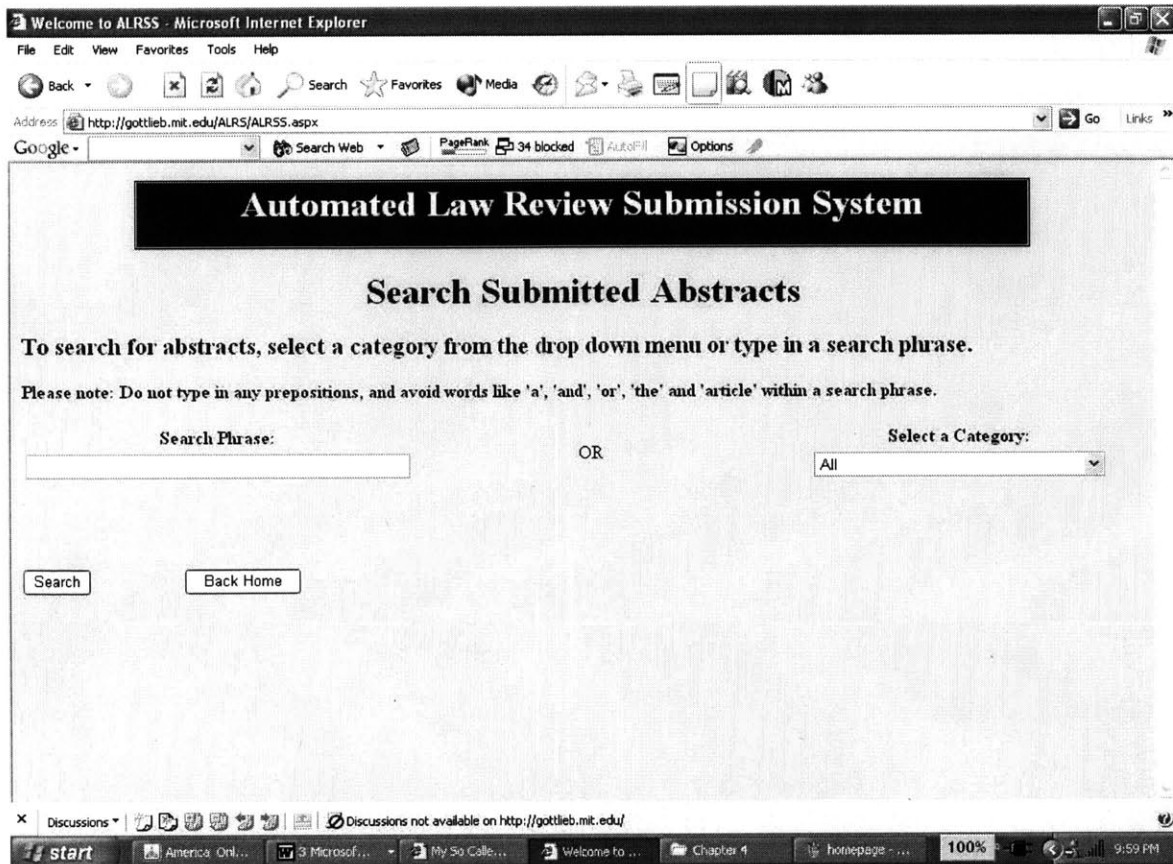 Welcome to ALRSS - Microsoft Internet Explorer
File Edit View Favorites Tools Help
Back Search Favorites Media
Address http://gottlieb.mit.edu/ALRS/ALRSS.aspx Go Links »
Google - Search Web PageRank 34 blocked AutoFill Options
Automated Law Review Submission System
Search Submitted Abstracts
To search for abstracts, select a category from the drop down menu or type in a search phrase.
Please note: Do not type in any prepositions, and avoid words like 'a', 'and', 'or', 'the' and 'article' within a search phrase.
Search Phrase: OR Select a Category:
All
Search Back Home
Discussions Discussions not available on http://gottlieb.mit.edu/
start America Onl... 3 Microsof... My So Calle... Welcome to ... Chapter 4 homepage - ... 100% 9:59 PM